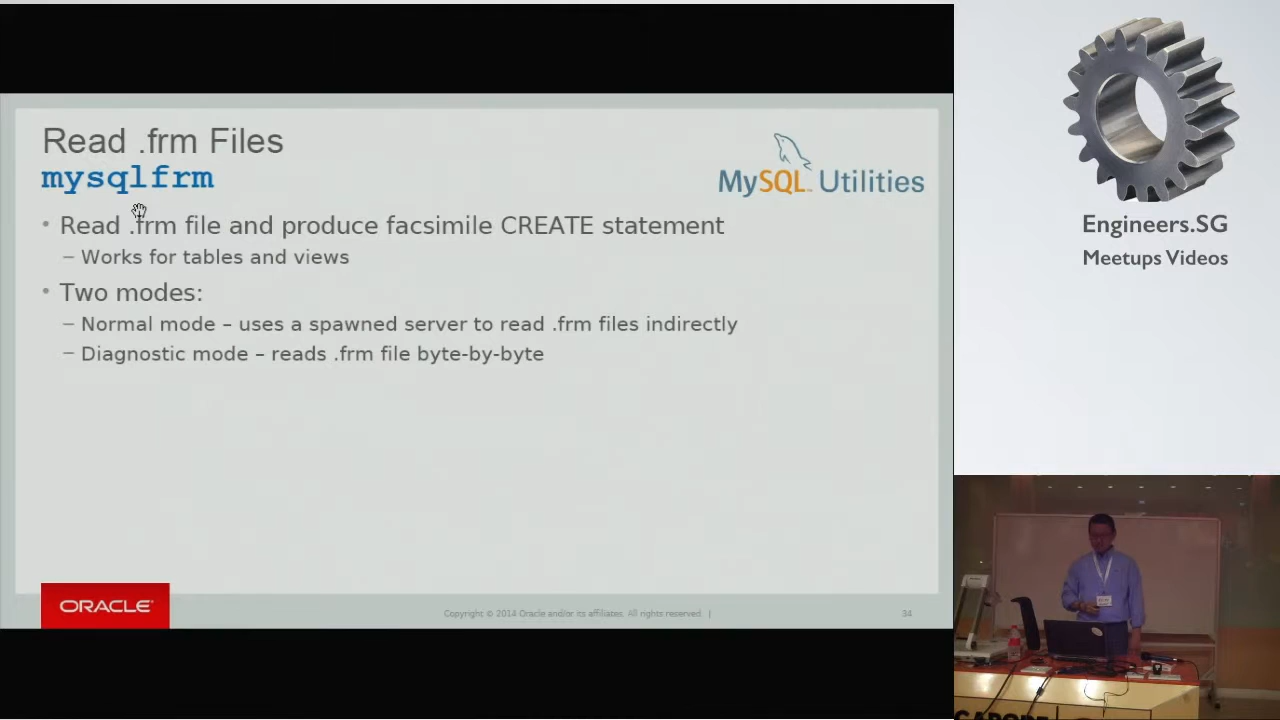 Read .frm Files
mysqlfrm
MySQL Utilities
• Read .frm file and produce facsimile CREATE statement
– Works for tables and views
• Two modes:
– Normal mode – uses a spawned server to read .frm files indirectly
– Diagnostic mode – reads .frm file byte-by-byte
ORACLE
Copyright © 2014 Oracle and/or its affiliates. All rights reserved. |
34
Engineers.SG
Meetups Videos